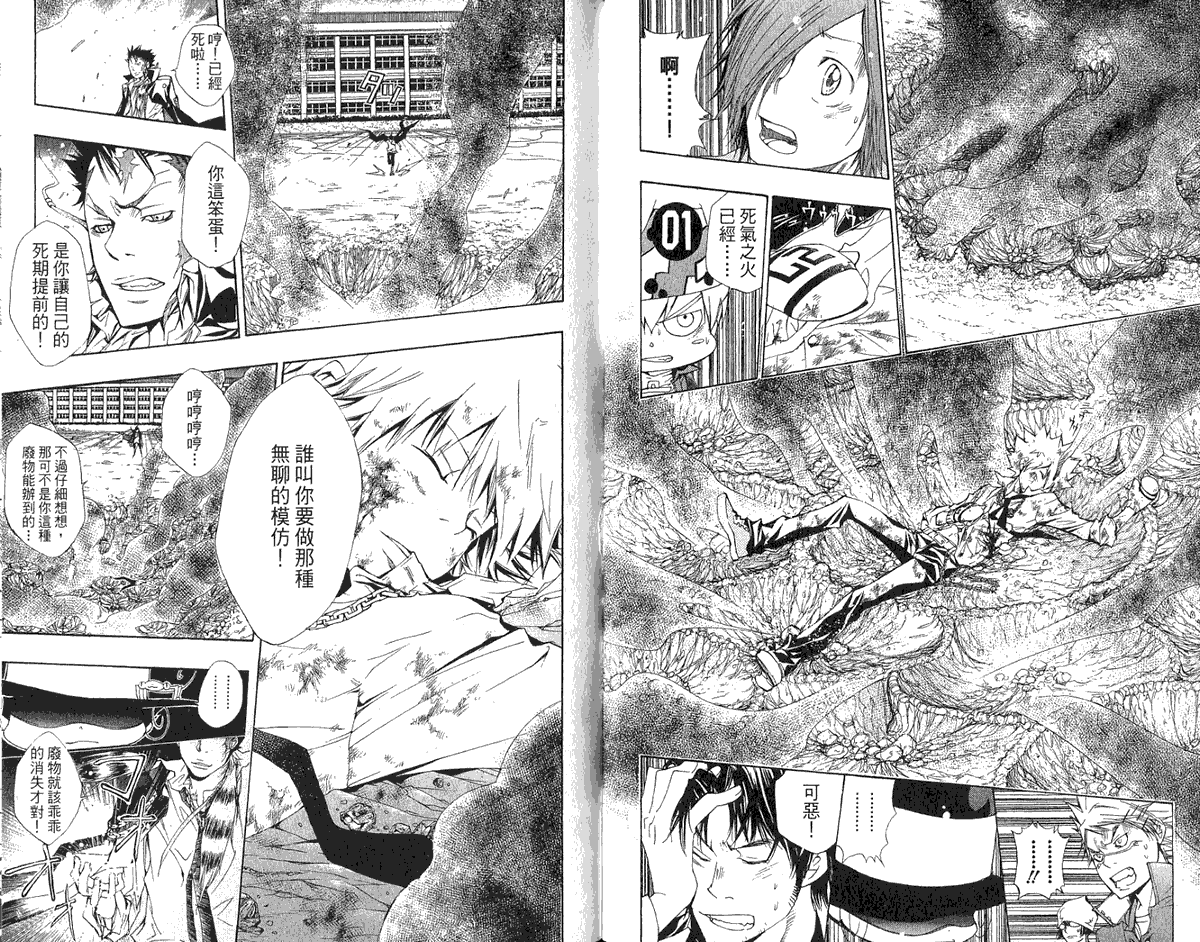 啊……！
死氣之火
已經……
01
………!!
………
可惡！
タッ
哼！已經
死啦……
你這笨蛋！
是你讓自己的
死期提前的！
誰叫你要做那種
無聊的模仿！
哼哼哼哼…
不過仔細想想，
那可不是你這種
廢物能辦到的…
………
廢物就該乖乖
的消失才對！